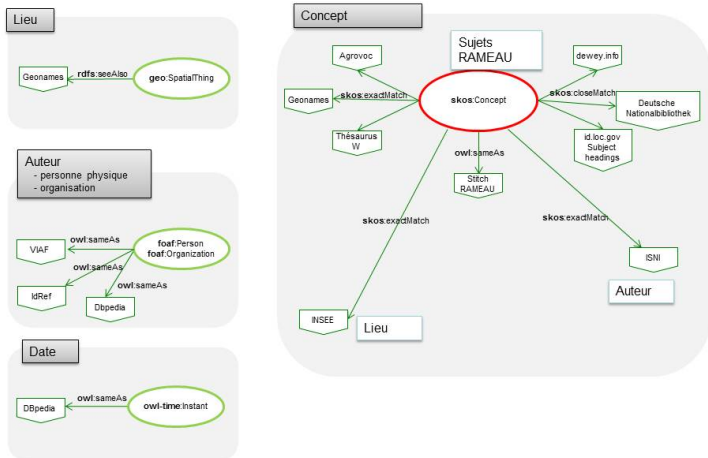 Lieu
Geonames
rdfs:seeAlso
geo:SpatialThing
Auteur
- personne physique
- organisation
VIAF
owl:sameAs
foaf:Person
foaf:Organization
owl:sameAs
IdRef
owl:sameAs
Dbpedia
Date
DBpedia
owl:sameAs
owl-time:Instant
Concept
Sujets
RAMEAU
Agrovoc
dewey.info
Geonames
skos:exactMatch
skos:Concept
skos:closeMatch
Deutsche
Nationalbibliothek
Thésaurus
W
id.loc.gov
Subject
headings
owl:sameAs
Stitch
RAMEAU
skos:exactMatch
skos:exactMatch
ISNI
Auteur
INSEE
Lieu